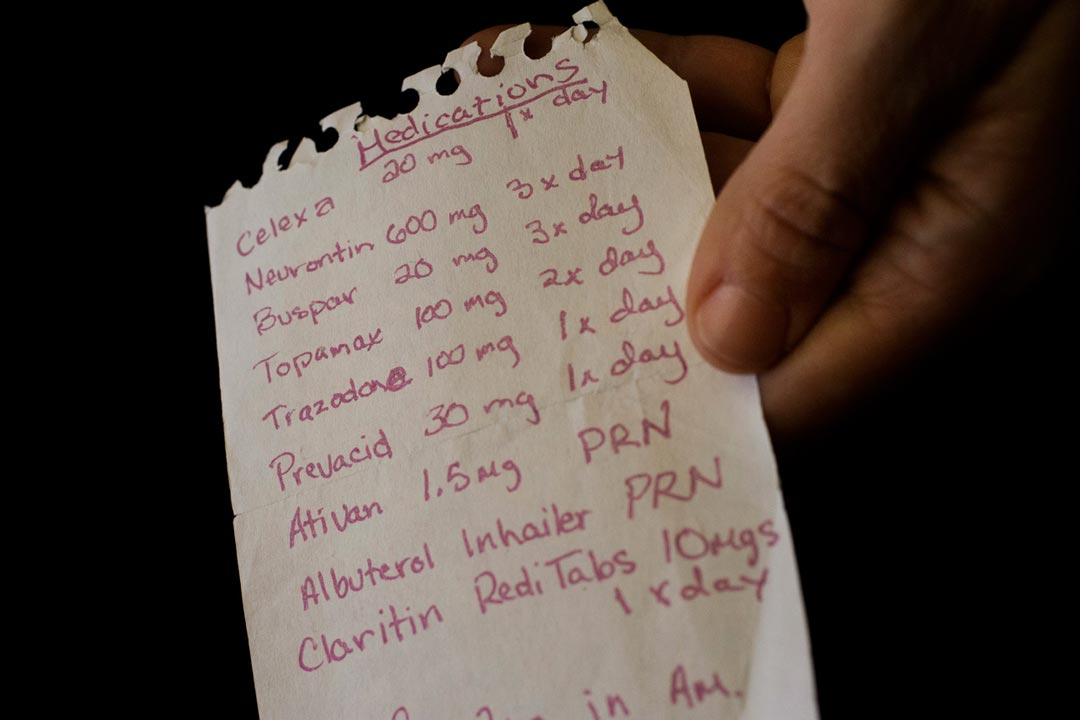 Medications
Celexa 20 mg 1x day
Neurontin 600 mg 3x day
Buspar 20 mg 3x day
Topamax 100 mg 2x day
Trazodone 100 mg 1x day
Prevacid 30 mg 1x day
Ativan 1.5mg PRN
Albuterol Inhailer PRN
Claritin RediTabs 10mgs
1 x day
in Am.